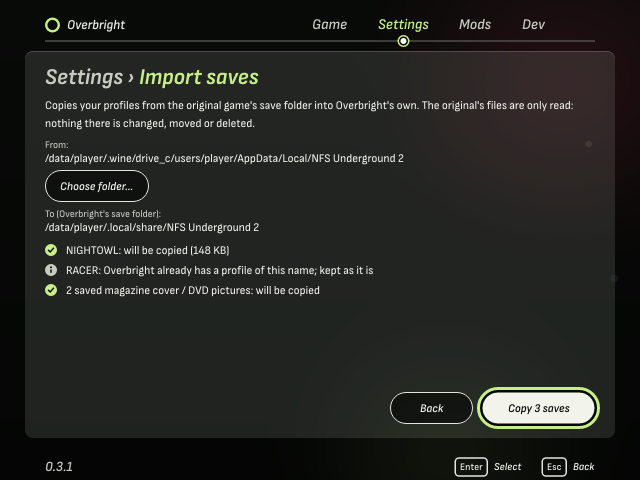 Overbright
Game
Settings
Mods
Dev
Settings › Import saves
Copies your profiles from the original game's save folder into Overbright's own. The original's files are only read:
nothing there is changed, moved or deleted.
From:
/data/player/.wine/drive_c/users/player/AppData/Local/NFS Underground 2
Choose folder...
To (Overbright's save folder):
/data/player/.local/share/NFS Underground 2
NIGHTOWL: will be copied (148 KB)
RACER: Overbright already has a profile of this name; kept as it is
2 saved magazine cover / DVD pictures: will be copied
Back
Copy 3 saves
0.3.1
Enter Select
Esc Back